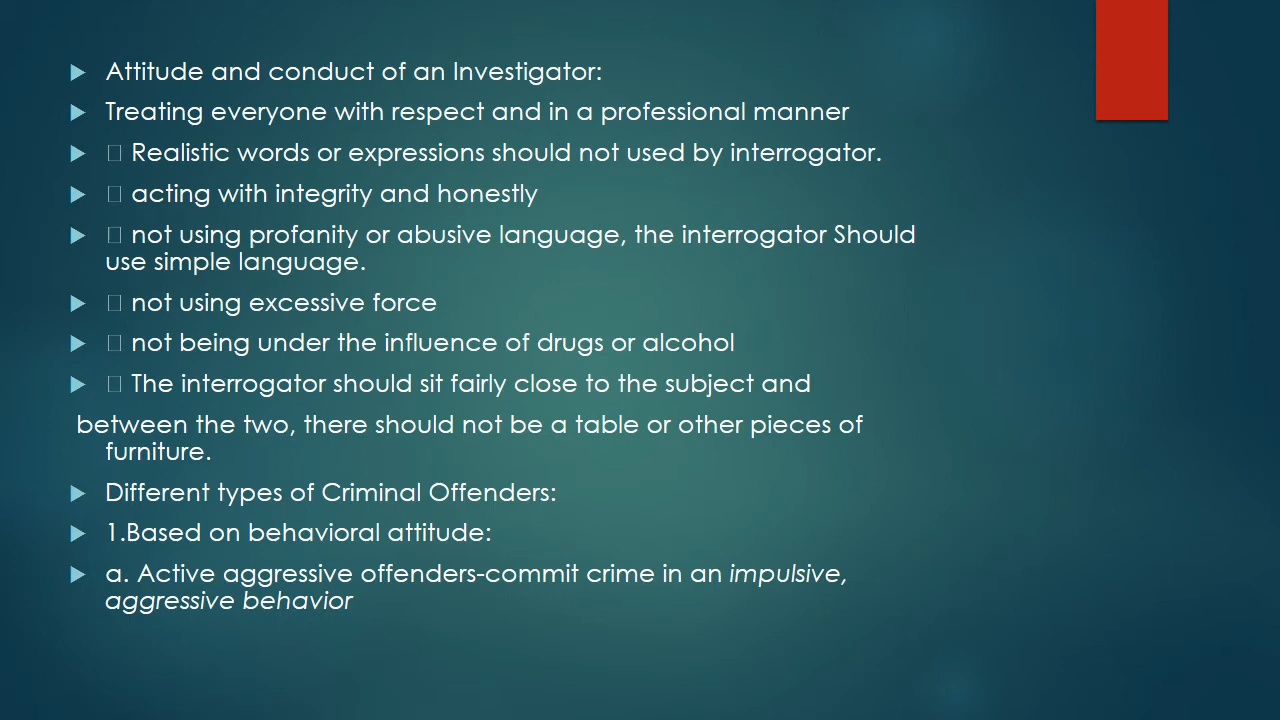 Attitude and conduct of an Investigator:
Treating everyone with respect and in a professional manner
Realistic words or expressions should not used by interrogator.
acting with integrity and honestly
not using profanity or abusive language, the interrogator Should
use simple language.
not using excessive force
not being under the influence of drugs or alcohol
The interrogator should sit fairly close to the subject and
between the two, there should not be a table or other pieces of
furniture.
Different types of Criminal Offenders:
1.Based on behavioral attitude:
a. Active aggressive offenders-commit crime in an impulsive,
aggressive behavior